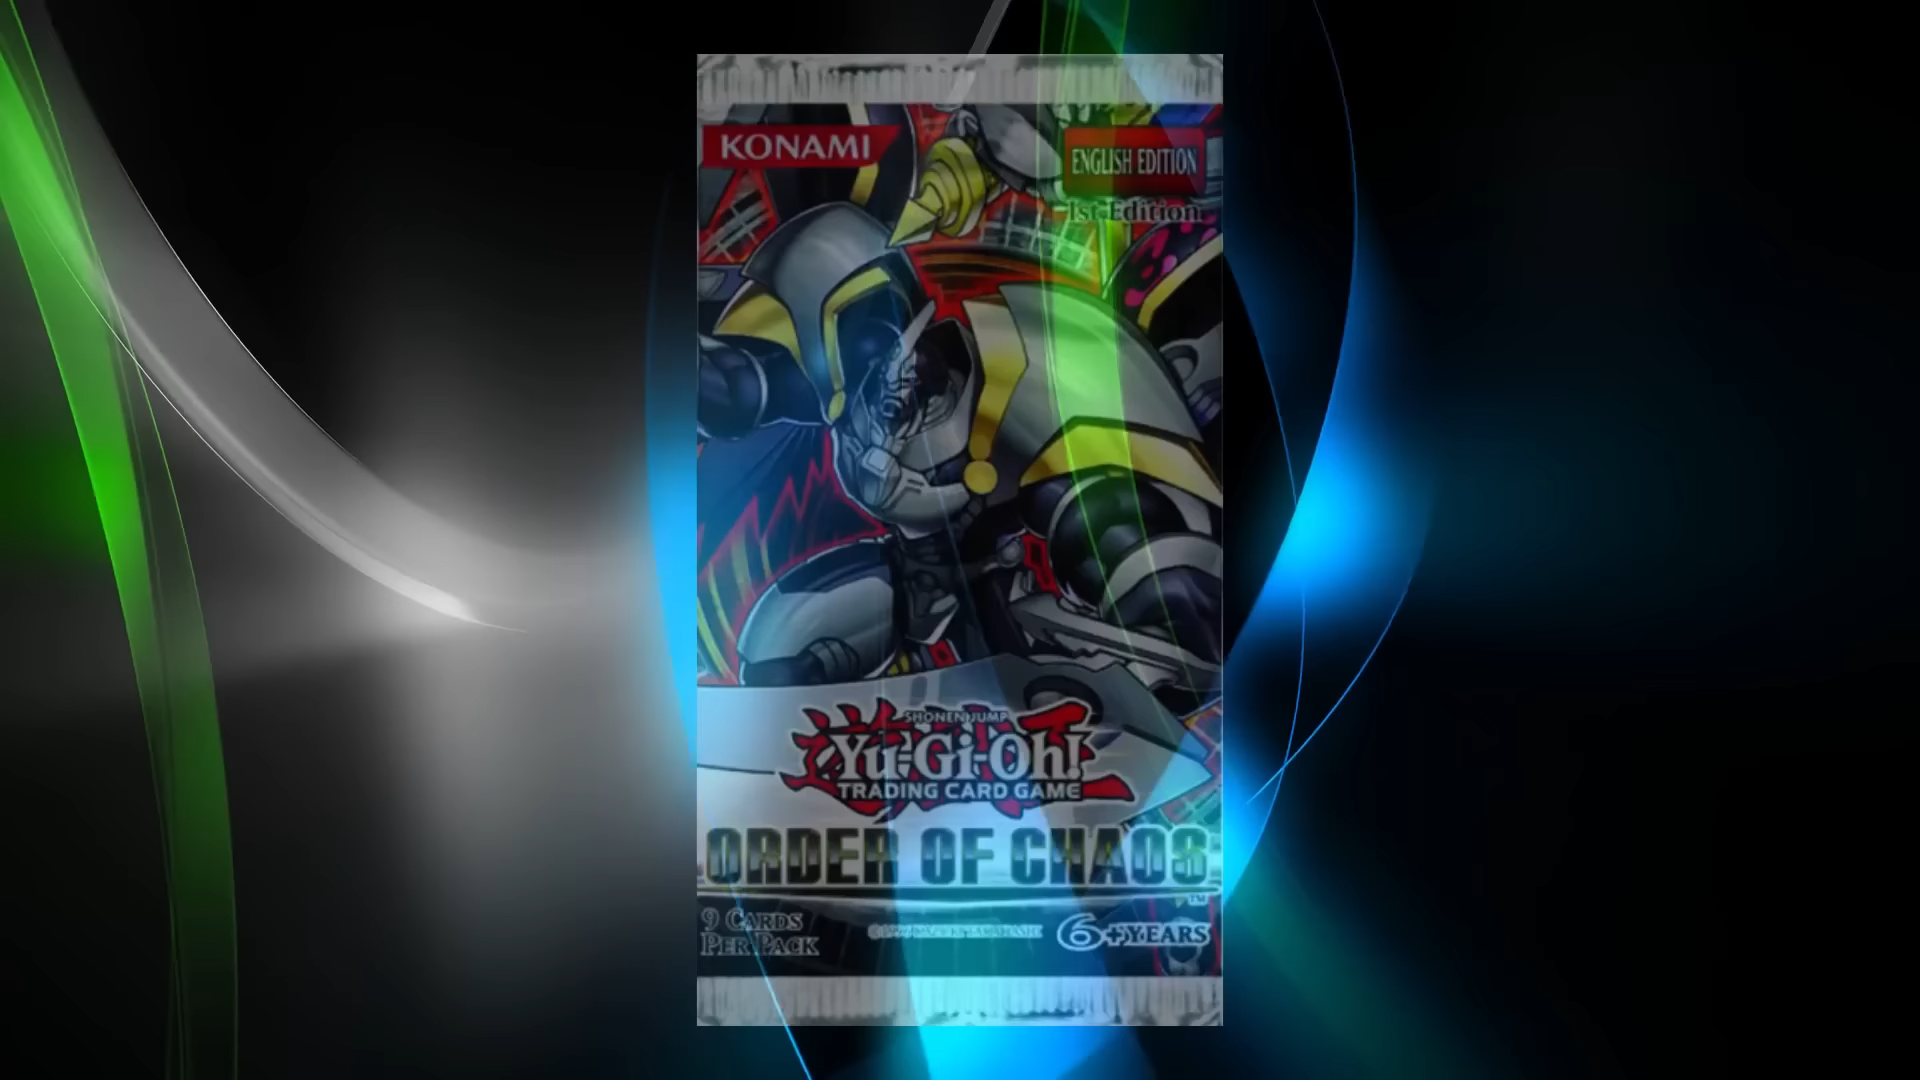 KONAMI
ENGLISH EDITION
1st Edition
SHONEN JUMP
Yu-Gi-Oh!
TRADING CARD GAME
ORDER OF CHAOS
TM
9 CARDS
PER PACK
6+YEARS